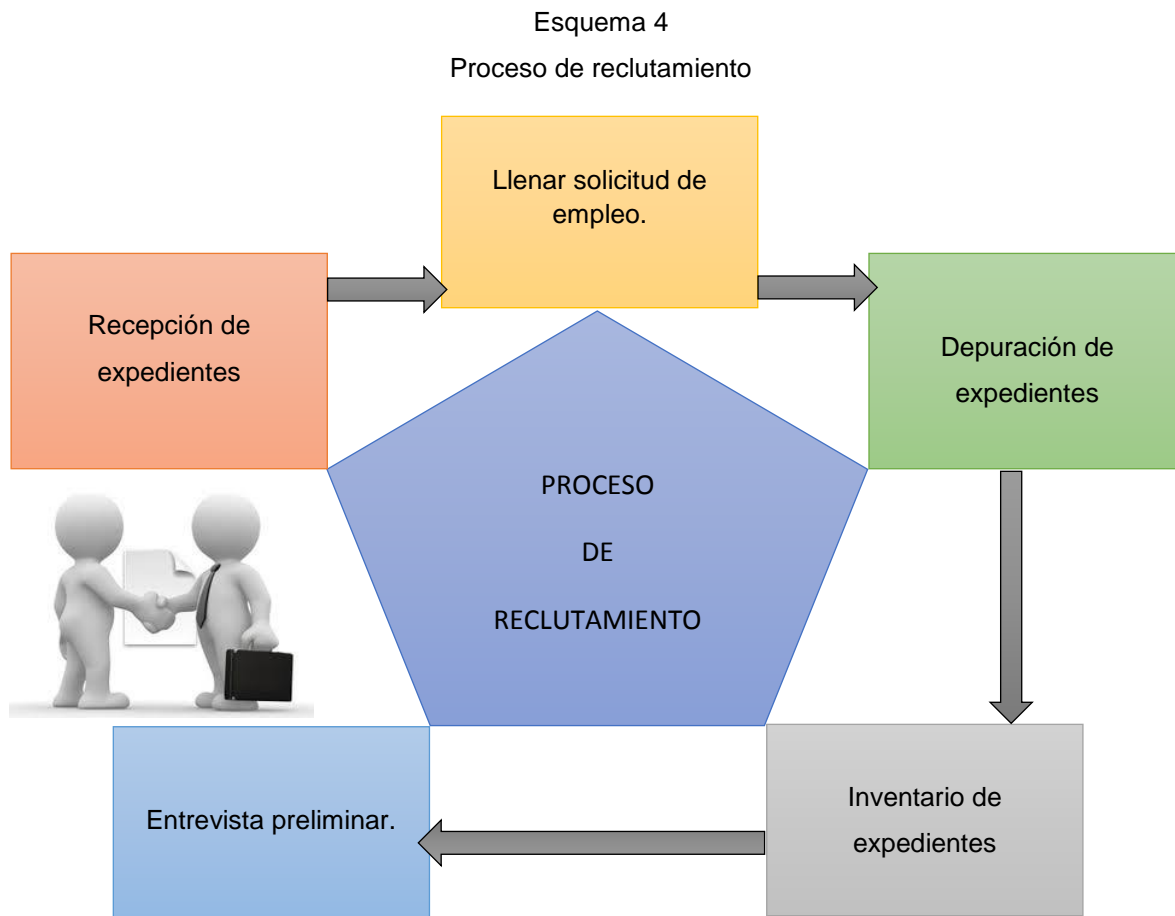 Esquema 4
Proceso de reclutamiento
Llenar solicitud de
empleo.
Recepción de
expedientes
Depuración de
expedientes
PROCESO
DE
RECLUTAMIENTO
Entrevista preliminar.
Inventario de
expedientes